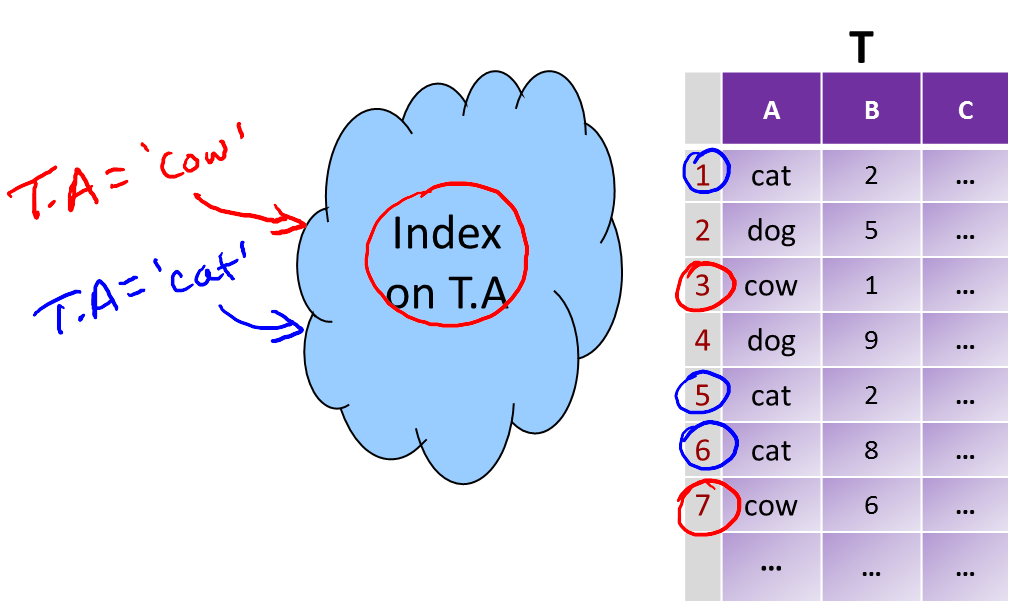 T
A B C
1 cat 2 ...
2 dog 5 ...
3 cow 1 ...
4 dog 9 ...
5 cat 2 ...
6 cat 8 ...
7 cow 6 ...
... ... ...
T.A = 'cow'
T.A = 'cat'
Index
on T.A